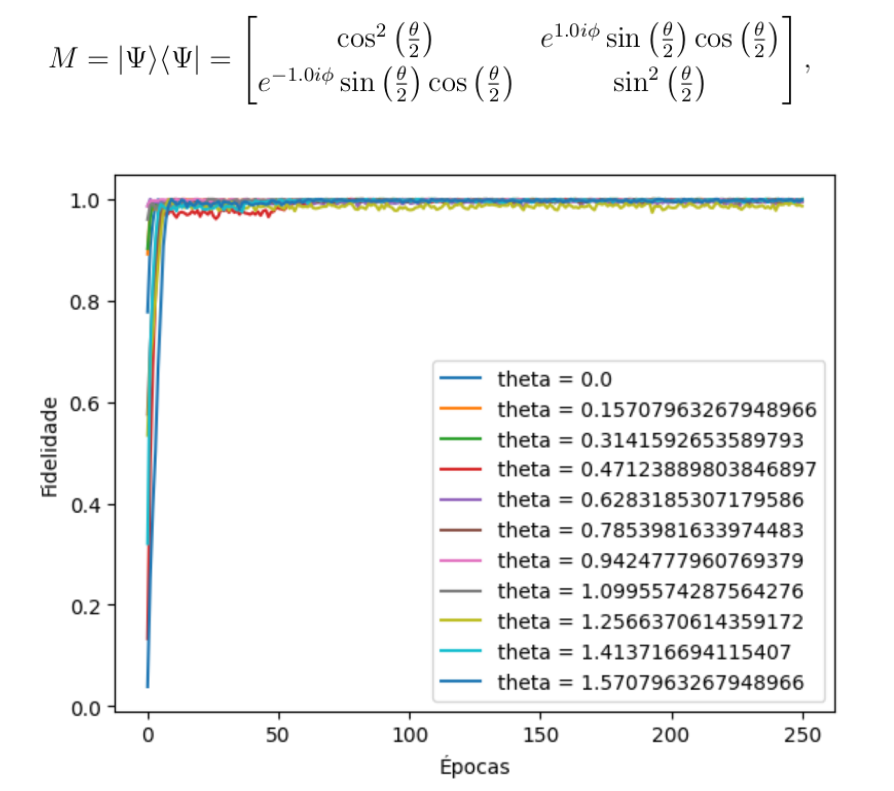 M = |Ψ⟩⟨Ψ| = [ cos² (θ/2) e^{1.0iϕ} sin (θ/2) cos (θ/2)
e^{−1.0iϕ} sin (θ/2) cos (θ/2) sin² (θ/2) ] ,
1.0
0.8
0.6
0.4
0.2
0.0
Fidelidade
theta = 0.0
theta = 0.15707963267948966
theta = 0.3141592653589793
theta = 0.47123889803846897
theta = 0.6283185307179586
theta = 0.7853981633974483
theta = 0.9424777960769379
theta = 1.0995574287564276
theta = 1.2566370614359172
theta = 1.413716694115407
theta = 1.5707963267948966
0 50 100 150 200 250
Épocas